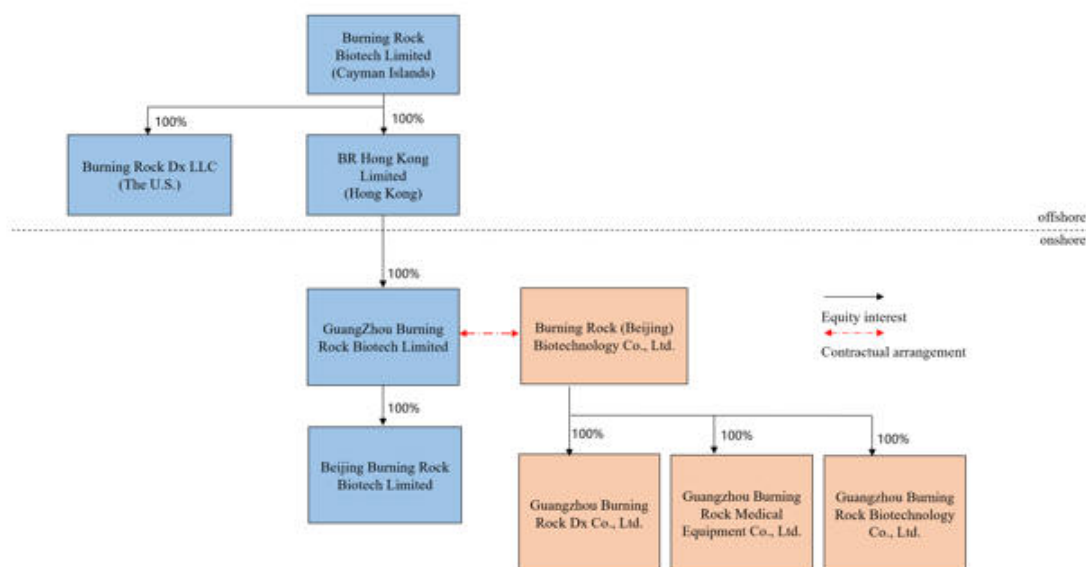 Burning Rock
Biotech Limited
(Cayman Islands)
100%
100%
Burning Rock Dx LLC
(The U.S.)
BR Hong Kong
Limited
(Hong Kong)
offshore
onshore
100%
GuangZhou Burning
Rock Biotech Limited
Burning Rock (Beijing)
Biotechnology Co., Ltd.
Equity interest
Contractual arrangement
100%
100%
100%
100%
Beijing Burning Rock
Biotech Limited
Guangzhou Burning
Rock Dx Co., Ltd.
Guangzhou Burning
Rock Medical
Equipment Co., Ltd.
Guangzhou Burning
Rock Biotechnology
Co., Ltd.